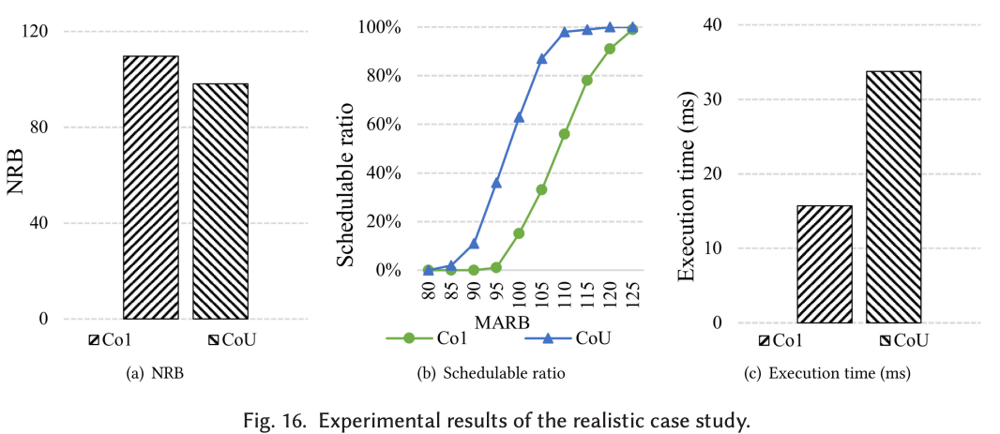 120
80
40
0
NRB
Co1
CoU
(a) NRB
100%
80%
60%
40%
20%
0%
Schedulable ratio
80
85
90
95
100
105
110
115
120
125
MARB
Co1
CoU
(b) Schedulable ratio
40
30
20
10
0
Execution time (ms)
Co1
CoU
(c) Execution time (ms)
Fig. 16. Experimental results of the realistic case study.